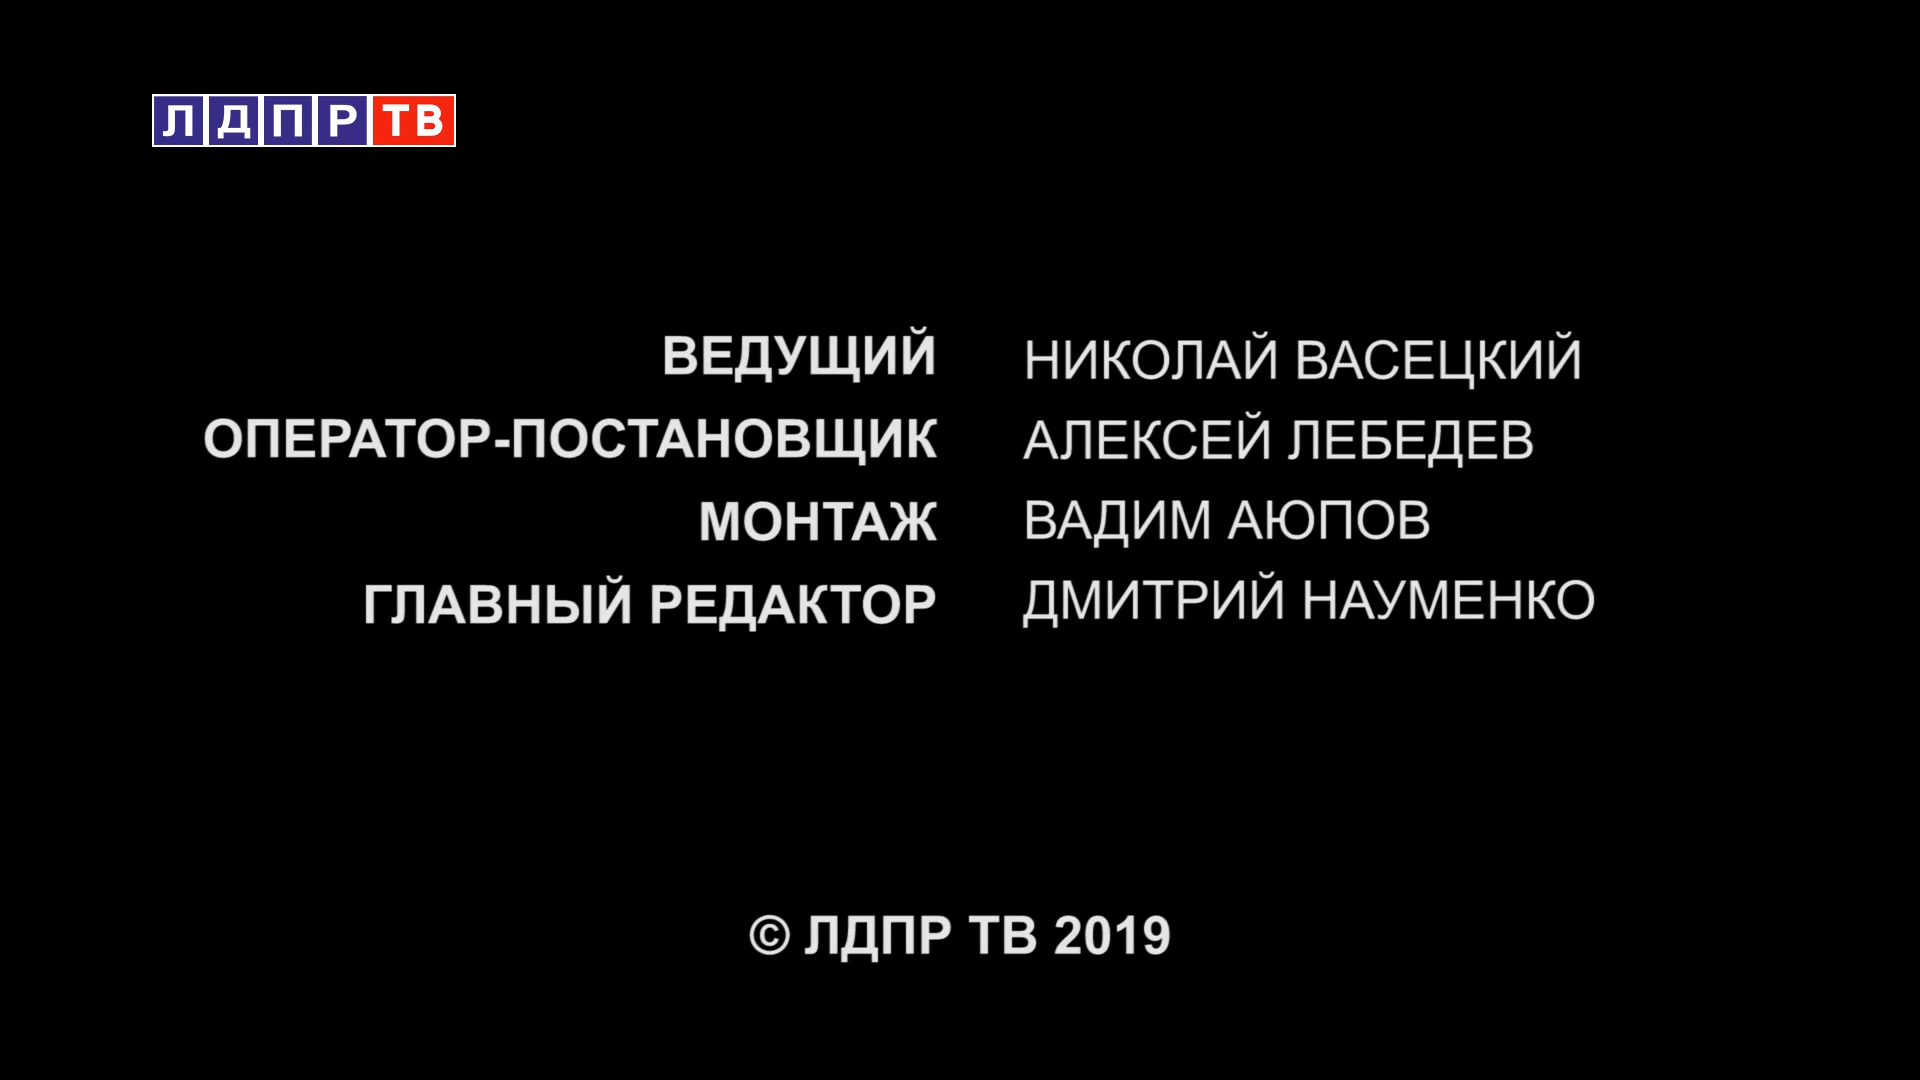 ЛДПР ТВ
ВЕДУЩИЙ НИКОЛАЙ ВАСЕЦКИЙ
ОПЕРАТОР-ПОСТАНОВЩИК АЛЕКСЕЙ ЛЕБЕДЕВ
МОНТАЖ ВАДИМ АЮПОВ
ГЛАВНЫЙ РЕДАКТОР ДМИТРИЙ НАУМЕНКО
© ЛДПР ТВ 2019